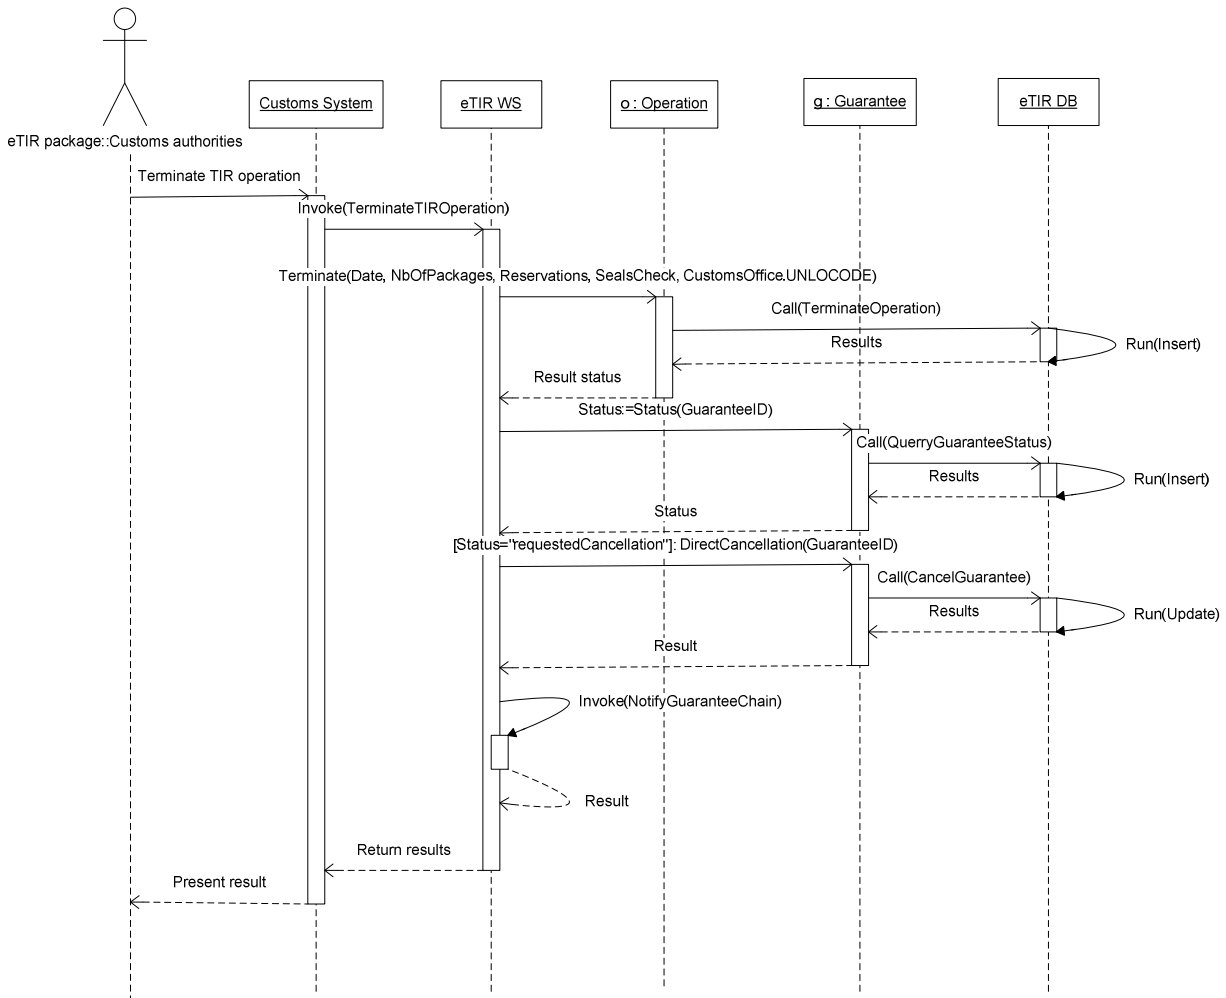 Customs System
eTIR WS
o : Operation
g : Guarantee
eTIR DB
eTIR package::Customs authorities
Terminate TIR operation
Invoke(TerminateTIROperation)
Terminate(Date, NbOfPackages, Reservations, SealsCheck, CustomsOffice.UNLOCODE)
Call(TerminateOperation)
Results
Run(Insert)
Result status
Status:=Status(GuaranteeID)
Call(QuerryGuaranteeStatus)
Results
Run(Insert)
Status
[Status="requestedCancellation"]: DirectCancellation(GuaranteeID)
Call(CancelGuarantee)
Results
Run(Update)
Result
Invoke(NotifyGuaranteeChain)
Result
Return results
Present result